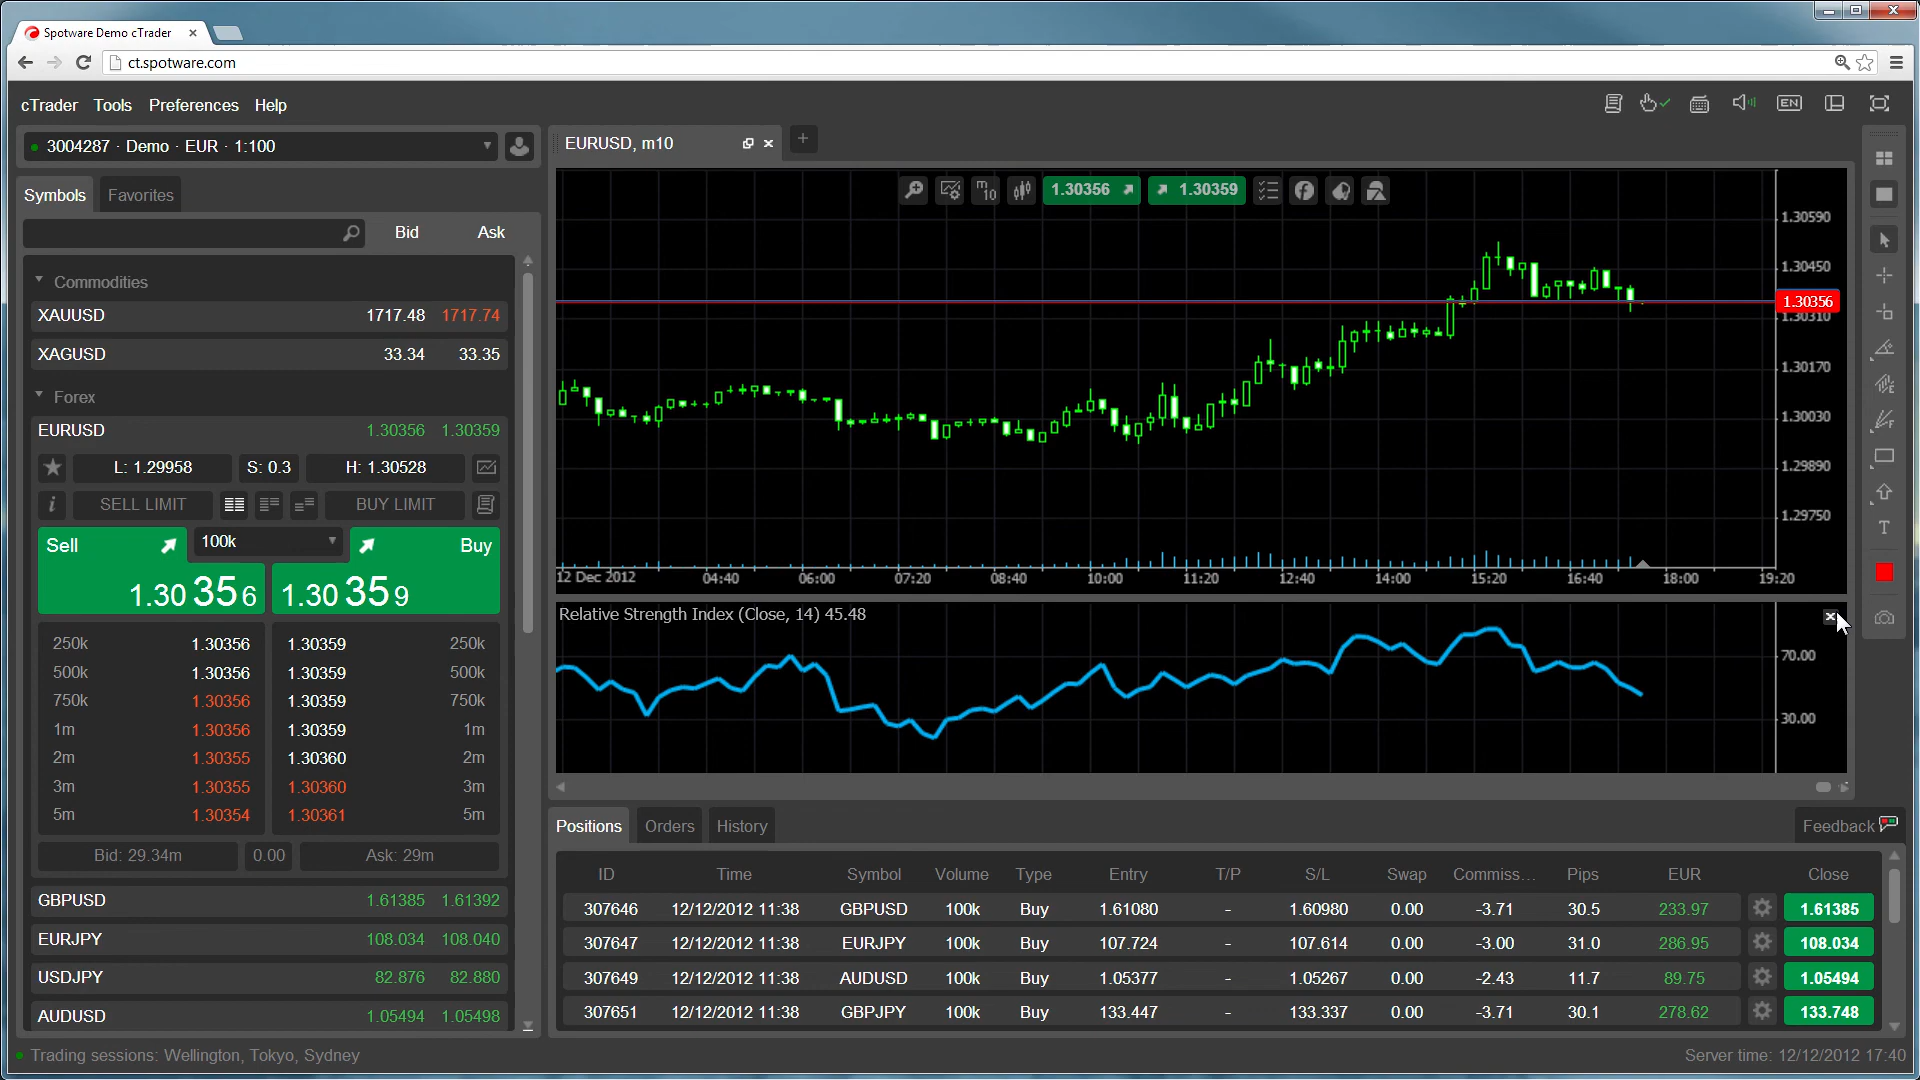 Spotware Demo cTrader
ct.spotware.com
cTrader Tools Preferences Help
EN
3004287 · Demo · EUR · 1:100
EURUSD, m10
Symbols Favorites
Bid Ask
m 10 1.30356 1.30359
Commodities
XAUUSD 1717.48 1717.74
XAGUSD 33.34 33.35
Forex
EURUSD 1.30356 1.30359
L: 1.29958 S: 0.3 H: 1.30528
i SELL LIMIT BUY LIMIT
Sell 100k Buy
1.30 35 6 1.30 35 9
250k 1.30356 1.30359 250k
500k 1.30356 1.30359 500k
750k 1.30356 1.30359 750k
1m 1.30356 1.30359 1m
2m 1.30355 1.30360 2m
3m 1.30355 1.30360 3m
5m 1.30354 1.30361 5m
Bid: 29.34m 0.00 Ask: 29m
GBPUSD 1.61385 1.61392
EURJPY 108.034 108.040
USDJPY 82.876 82.880
AUDUSD 1.05494 1.05498
1.30590
1.30450
1.30356
1.30310
1.30170
1.30030
1.29890
1.29750
12 Dec 2012 04:40 06:00 07:20 08:40 10:00 11:20 12:40 14:00 15:20 16:40 18:00 19:20
Relative Strength Index (Close, 14) 45.48
70.00
30.00
E
F
T
Positions Orders History Feedback
ID Time Symbol Volume Type Entry T/P S/L Swap Commiss... Pips EUR Close
307646 12/12/2012 11:38 GBPUSD 100k Buy 1.61080 - 1.60980 0.00 -3.71 30.5 233.97 1.61385
307647 12/12/2012 11:38 EURJPY 100k Buy 107.724 - 107.614 0.00 -3.00 31.0 286.95 108.034
307649 12/12/2012 11:38 AUDUSD 100k Buy 1.05377 - 1.05267 0.00 -2.43 11.7 89.75 1.05494
307651 12/12/2012 11:38 GBPJPY 100k Buy 133.447 - 133.337 0.00 -3.71 30.1 278.62 133.748
Trading sessions: Wellington, Tokyo, Sydney
Server time: 12/12/2012 17:40